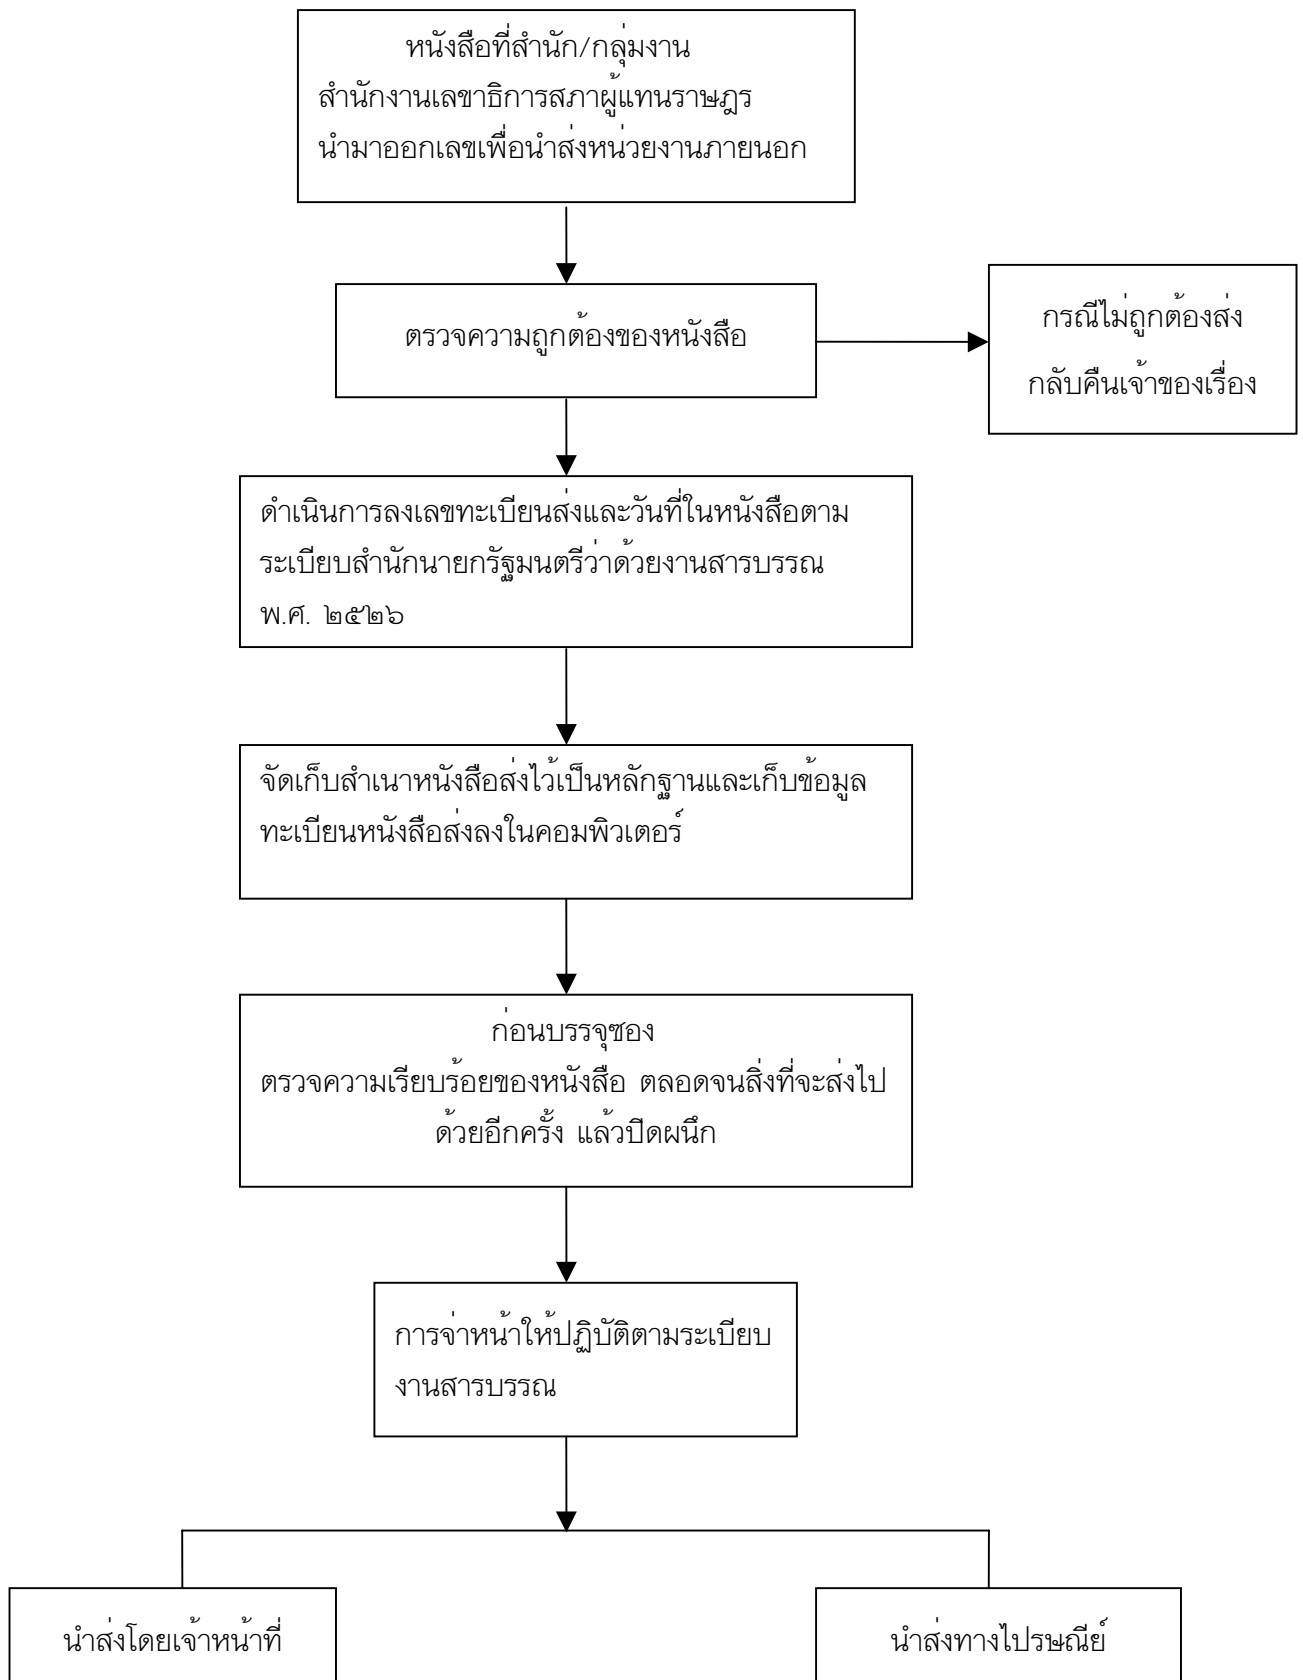 หนังสือที่สำนัก/กลุ่มงาน
สำนักงานเลขาธิการสภาผู้แทนราษฎร
นำมาออกเลขเพื่อนำส่งหน่วยงานภายนอก
ตรวจความถูกต้องของหนังสือ
กรณีไม่ถูกต้องส่ง
กลับคืนเจ้าของเรื่อง
ดำเนินการลงเลขทะเบียนส่งและวันที่ในหนังสือตาม
ระเบียบสำนักนายกรัฐมนตรีว่าด้วยงานสารบรรณ
พ.ศ. ๒๕๒๖
จัดเก็บสำเนาหนังสือส่งไว้เป็นหลักฐานและเก็บข้อมูล
ทะเบียนหนังสือส่งลงในคอมพิวเตอร์
ก่อนบรรจุซอง
ตรวจความเรียบร้อยของหนังสือ ตลอดจนสิ่งที่จะส่งไป
ด้วยอีกครั้ง แล้วปิดผนึก
การจ่าหน้าให้ปฏิบัติตามระเบียบ
งานสารบรรณ
นำส่งโดยเจ้าหน้าที่
นำส่งทางไปรษณีย์